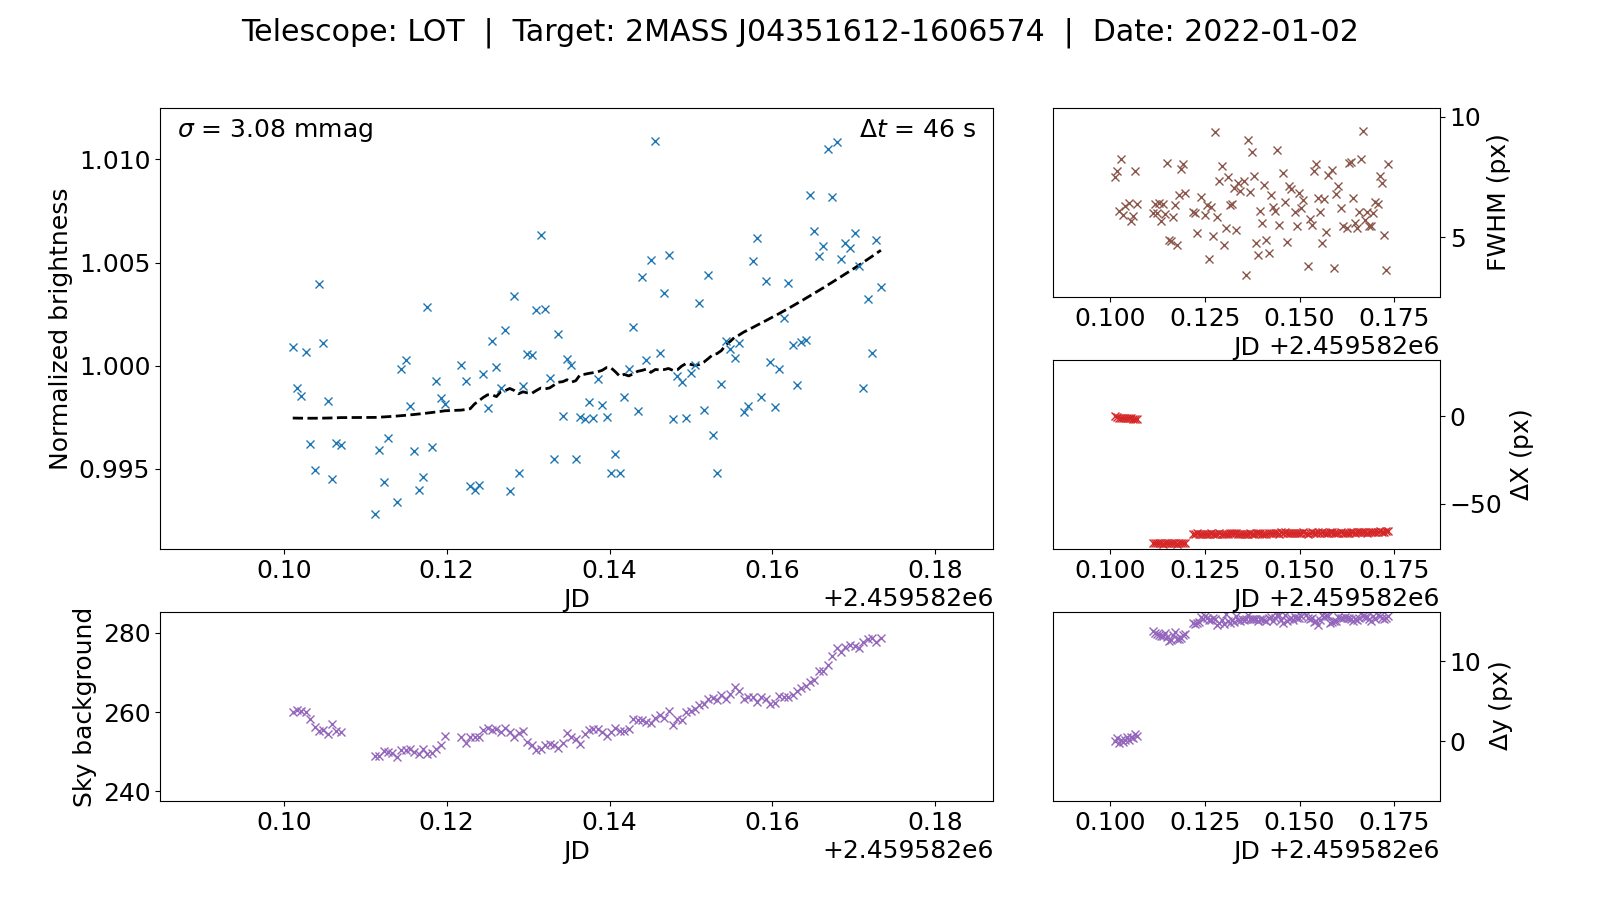 Telescope: LOT | Target: 2MASS J04351612-1606574 | Date: 2022-01-02
σ = 3.08 mmag
Δt = 46 s
Normalized brightness
1.010
1.005
1.000
0.995
0.10 0.12 0.14 0.16 0.18
JD
+2.459582e6
10
5
FWHM (px)
0.100 0.125 0.150 0.175
JD +2.459582e6
0
−50
ΔX (px)
0.100 0.125 0.150 0.175
JD +2.459582e6
Sky background
280
260
240
0.10 0.12 0.14 0.16 0.18
JD
+2.459582e6
10
0
Δy (px)
0.100 0.125 0.150 0.175
JD +2.459582e6